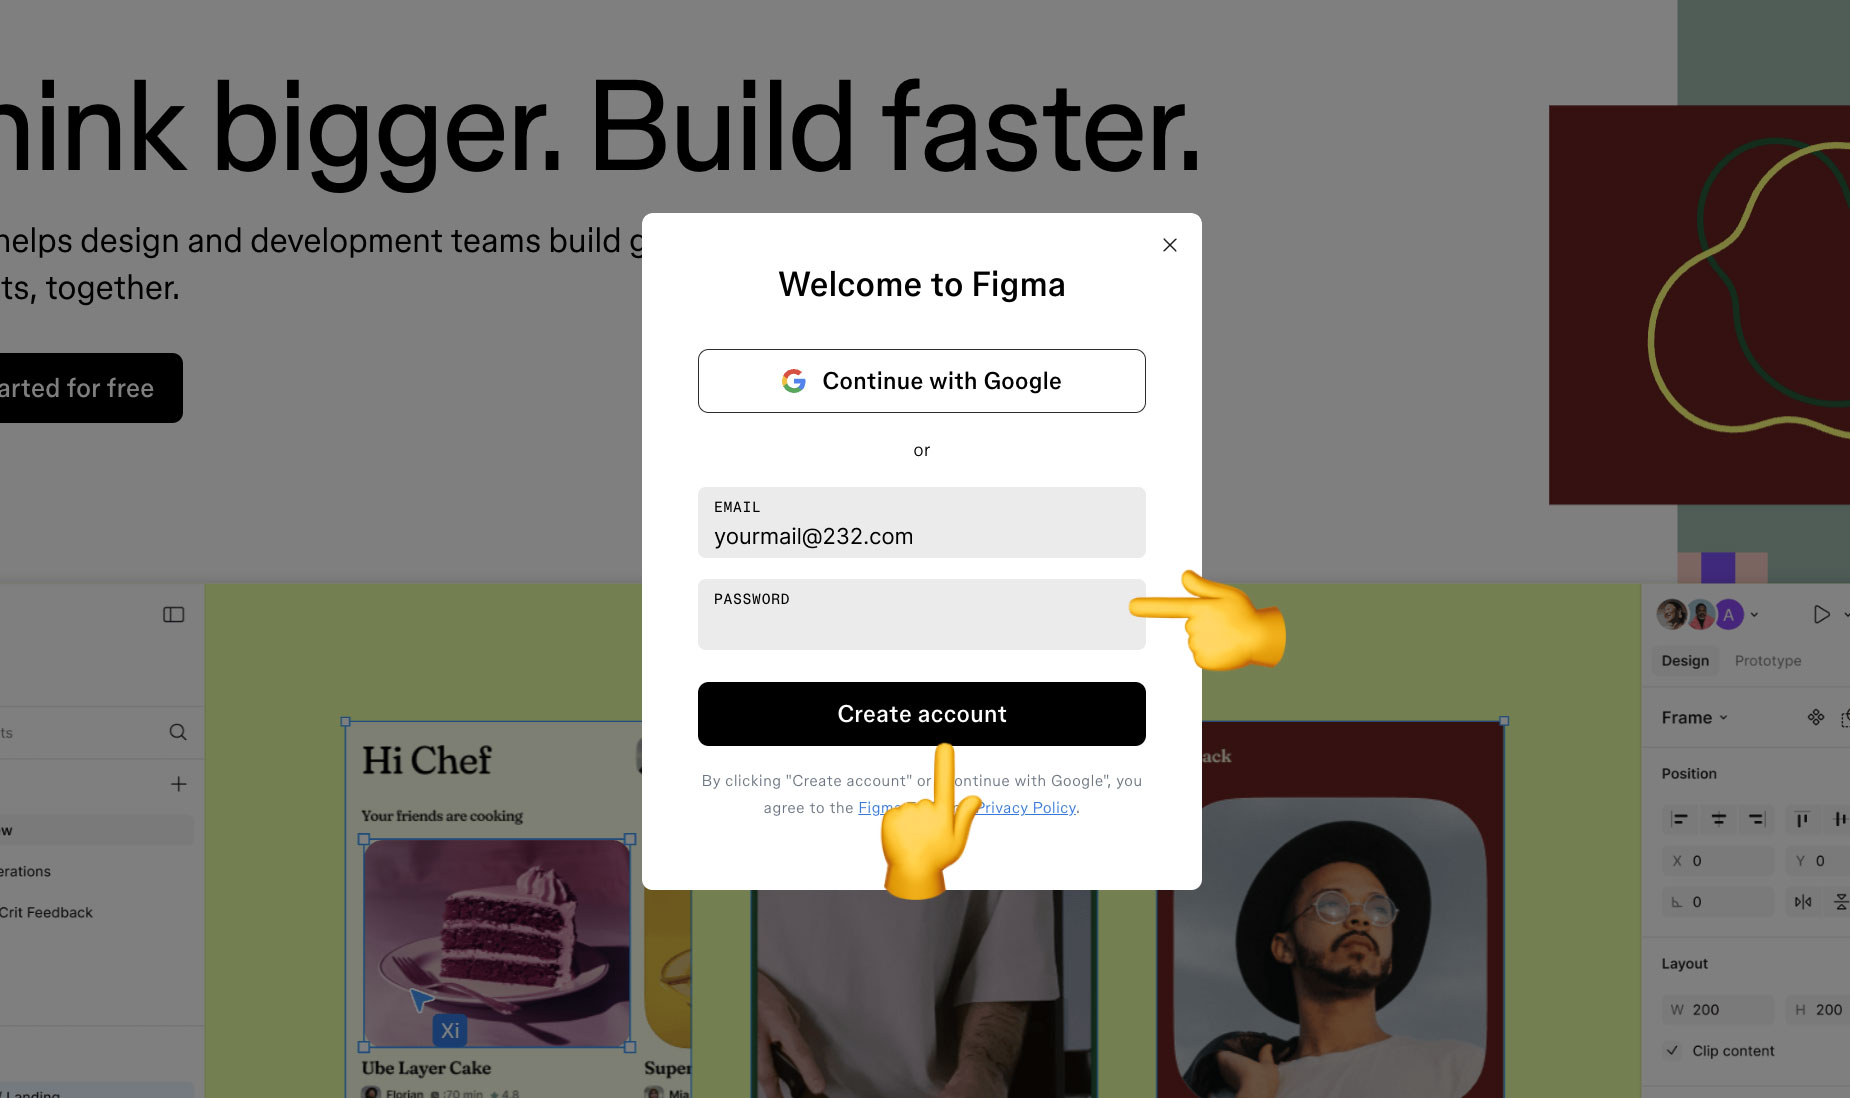 hink bigger. Build faster.
helps design and development teams build g
ts, together.
arted for free
Welcome to Figma
Continue with Google
or
EMAIL
yourmail@232.com
PASSWORD
Create account
By clicking "Create account" or ontinue with Google", you
agree to the Figma Privacy Policy.
ts
w
erations
Crit Feedback
Landing
Hi Chef
Your friends are cooking
Xi
Ube Layer Cake
Florian 70 min 4.8
Super
Mia
ack
A
Design Prototype
Frame
Position
X 0 Y 0
0
Layout
W 200 H 200
Clip content